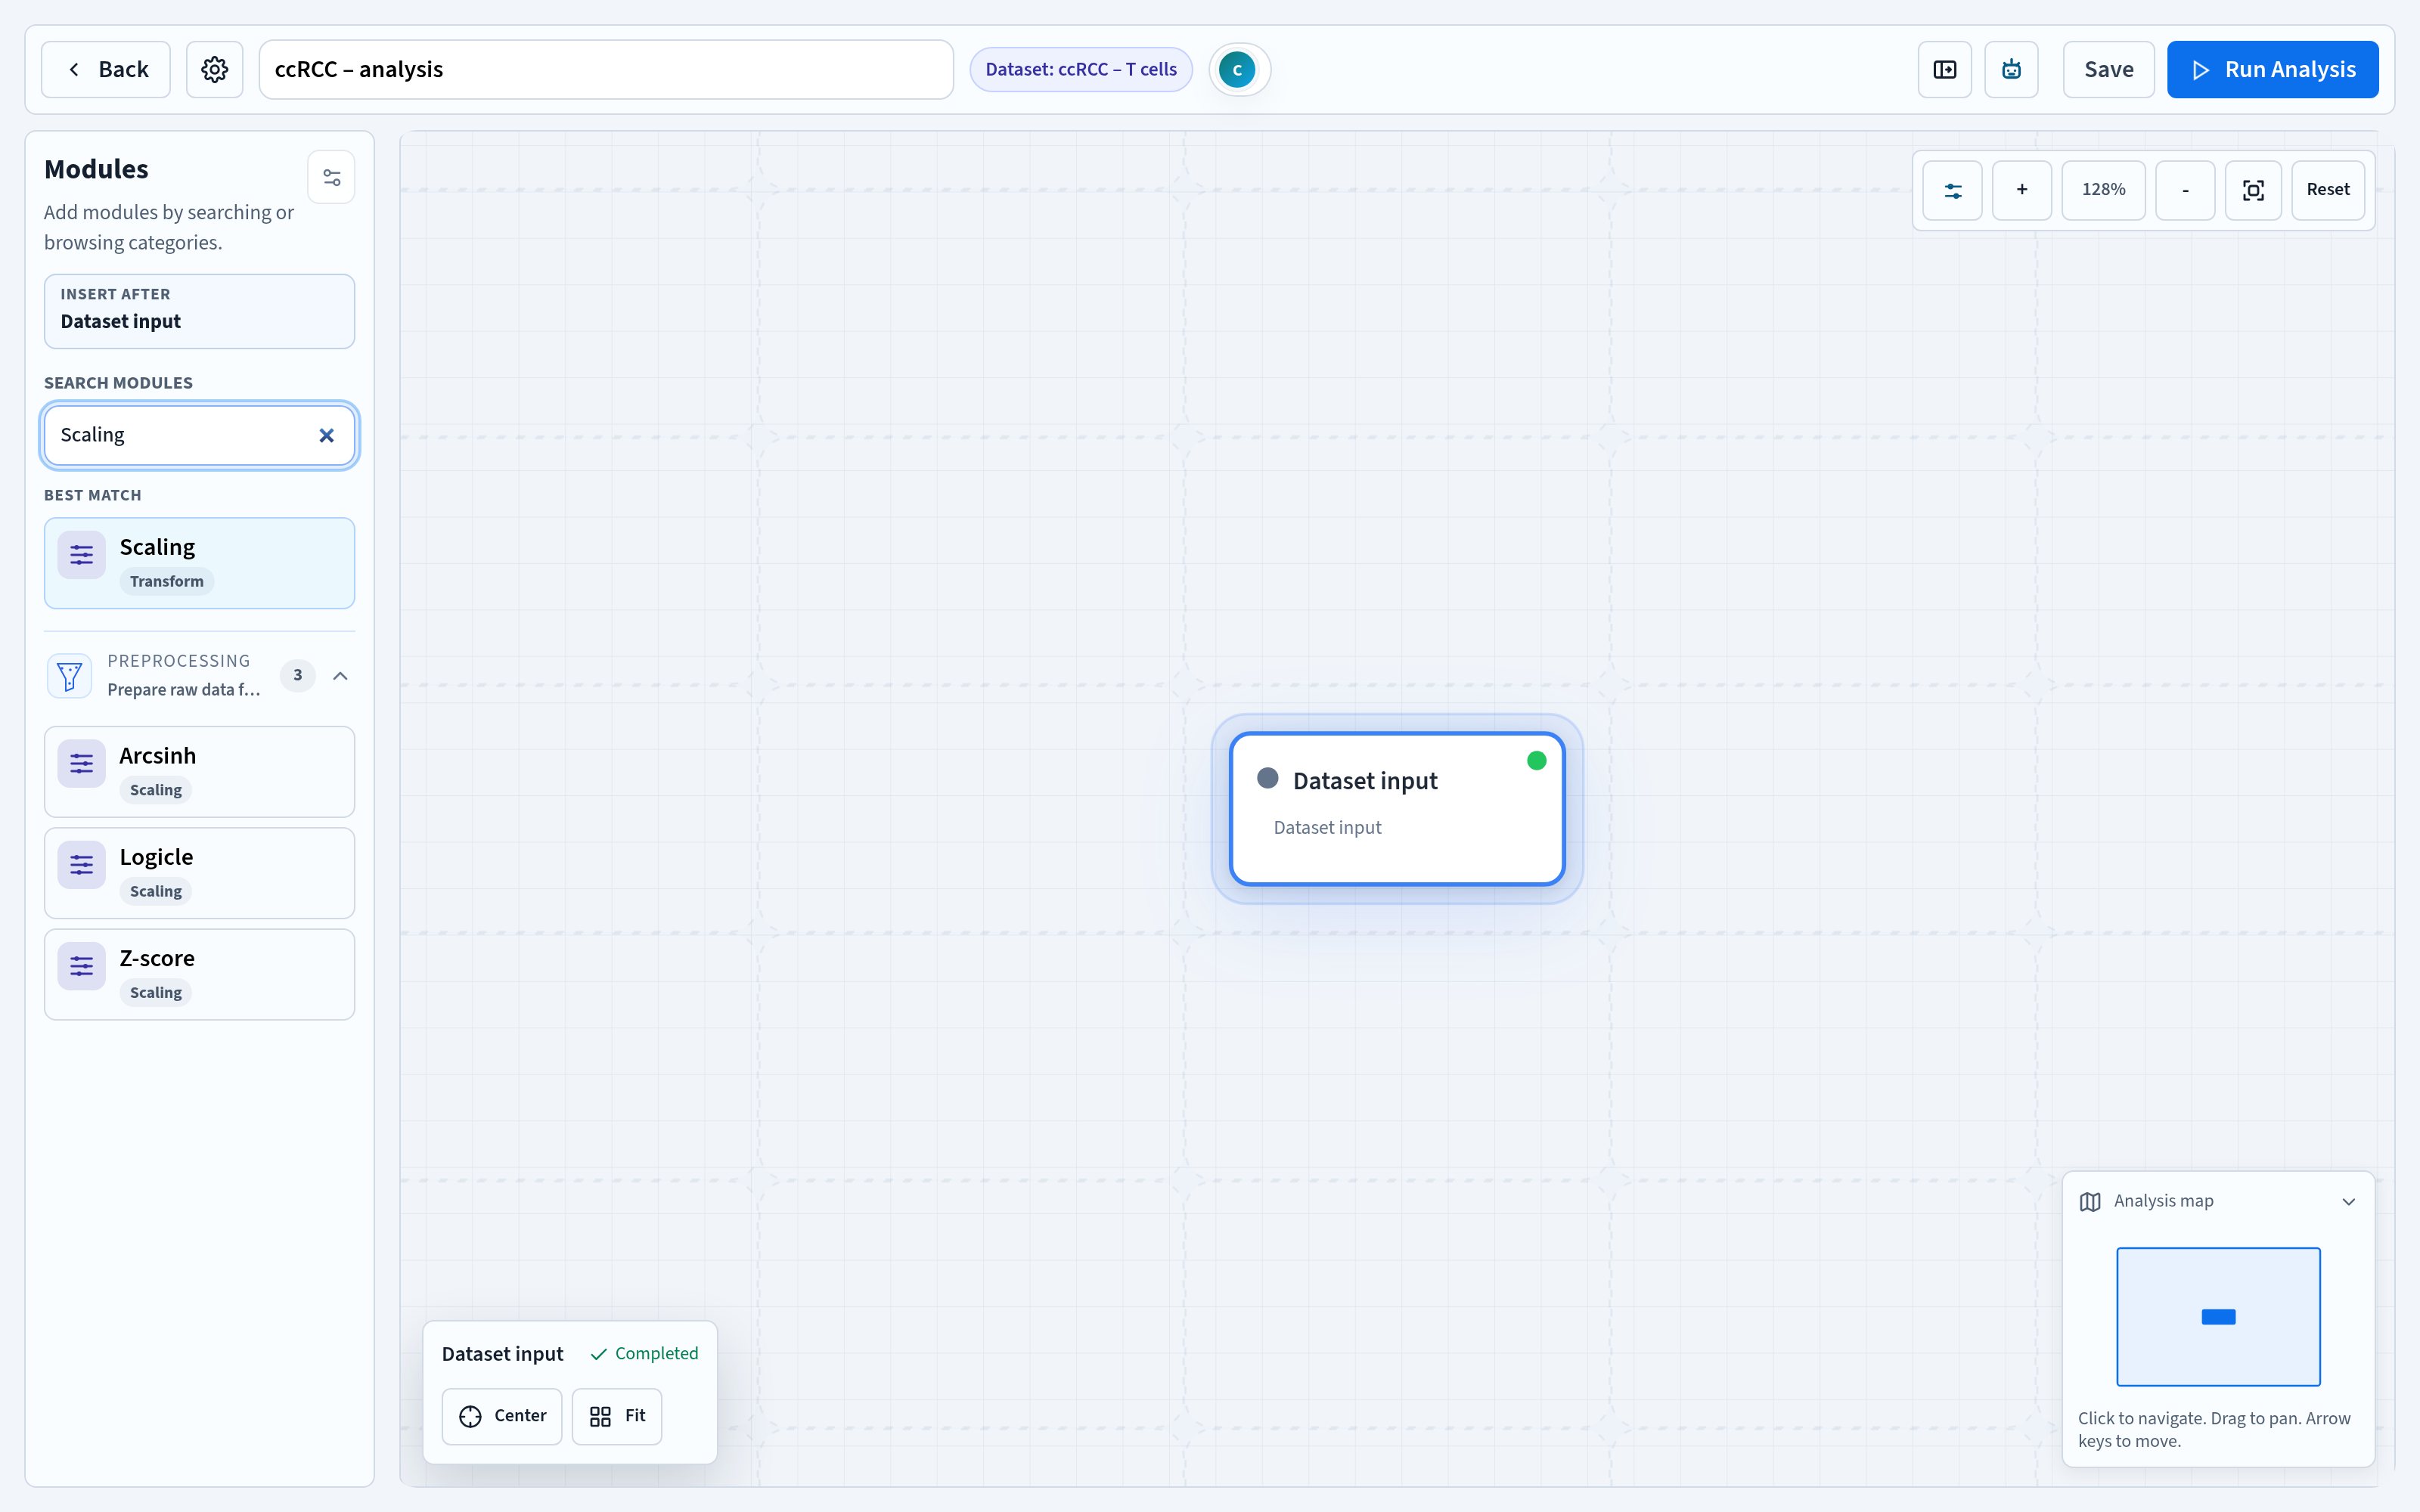 Back
ccRCC – analysis
Dataset: ccRCC – T cells
c
Save
Run Analysis
Modules
Add modules by searching or
browsing categories.
INSERT AFTER
Dataset input
SEARCH MODULES
Scaling
BEST MATCH
Scaling
Transform
PREPROCESSING
Prepare raw data f...
3
Arcsinh
Scaling
Logicle
Scaling
Z-score
Scaling
+
128%
-
Reset
Dataset input
Dataset input
Dataset input
Completed
Center
Fit
Analysis map
Click to navigate. Drag to pan. Arrow
keys to move.